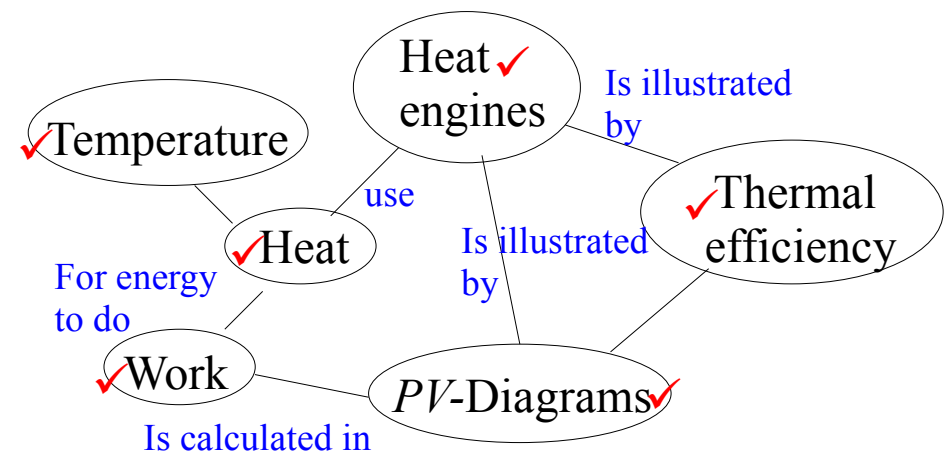 Heat
engines
Is illustrated
by
Temperature
use
Thermal
efficiency
Heat
Is illustrated
by
For energy
to do
Work
PV-Diagrams
Is calculated in